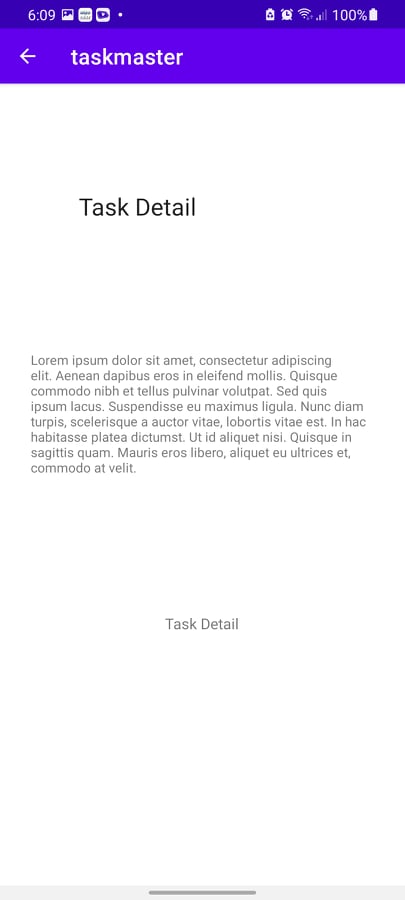 6:09 100%
taskmaster
Task Detail
Lorem ipsum dolor sit amet, consectetur adipiscing
elit. Aenean dapibus eros in eleifend mollis. Quisque
commodo nibh et tellus pulvinar volutpat. Sed quis
ipsum lacus. Suspendisse eu maximus ligula. Nunc diam
turpis, scelerisque a auctor vitae, lobortis vitae est. In hac
habitasse platea dictumst. Ut id aliquet nisi. Quisque in
sagittis quam. Mauris eros libero, aliquet eu ultrices et,
commodo at velit.
Task Detail